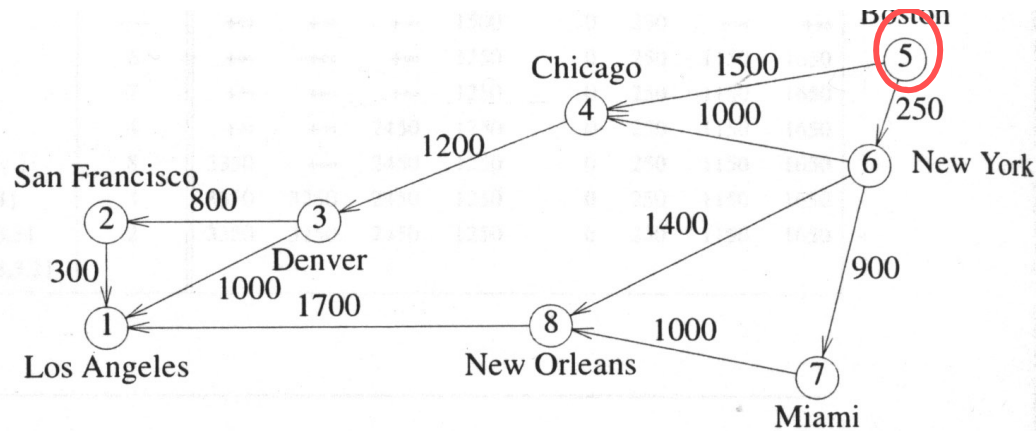 Boston
5
Chicago
1500
4
1000
250
1200
6
New York
San Francisco
800
2
3
1400
Denver
300
1000
900
1700
1
8
1000
Los Angeles
New Orleans
7
Miami